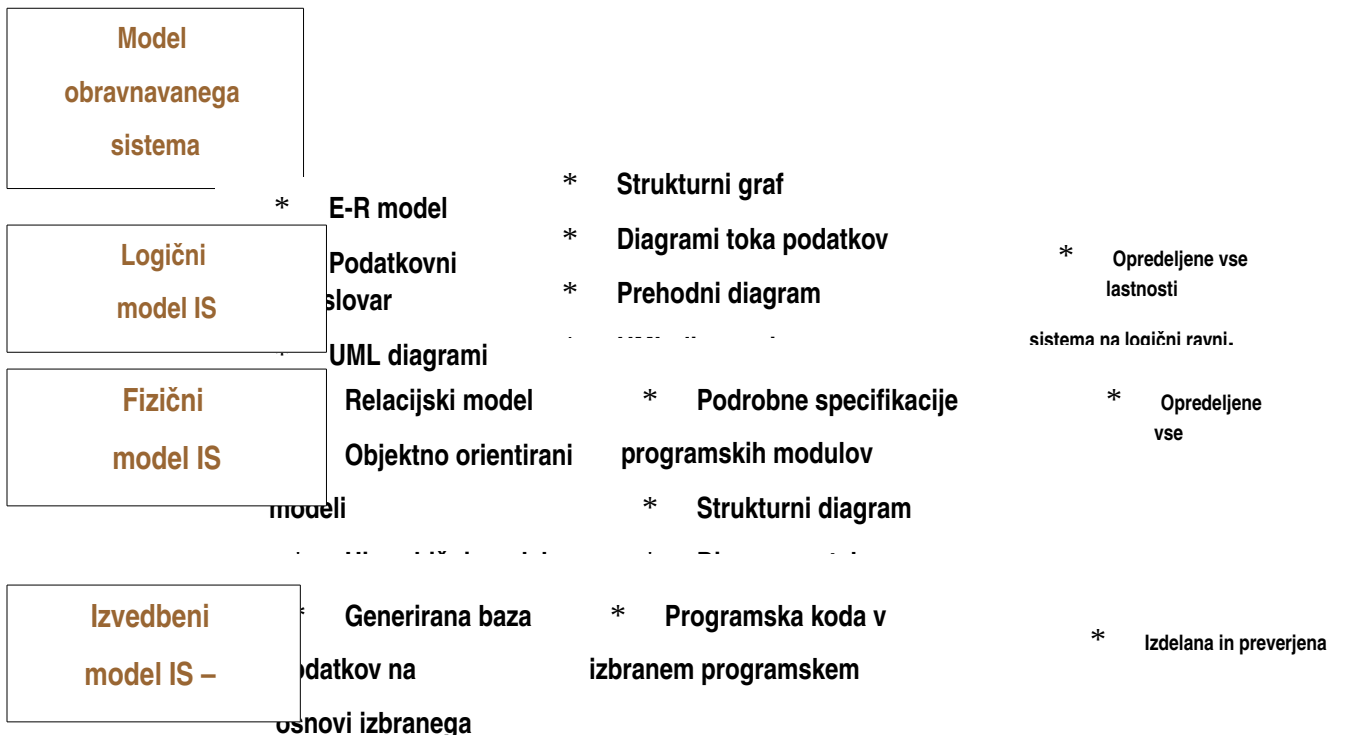 Model
obravnavanega
sistema
* E-R model
Podatkovni
slovar
UML diagrami
* Strukturni graf
* Diagrami toka podatkov
* Prehodni diagram
* Opredeljene vse
lastnosti
sistema na logični ravni.
Logični
model IS
Fizični
model IS
Relacijski model
Objektno orientirani
modeli
* Podrobne specifikacije
programskih modulov
* Strukturni diagram
* Opredeljene
vse
Izvedbeni
model IS –
* Generirana baza
na
osnovi izbranega
* Programska koda v
izbranem programskem
* Izdelana in preverjena